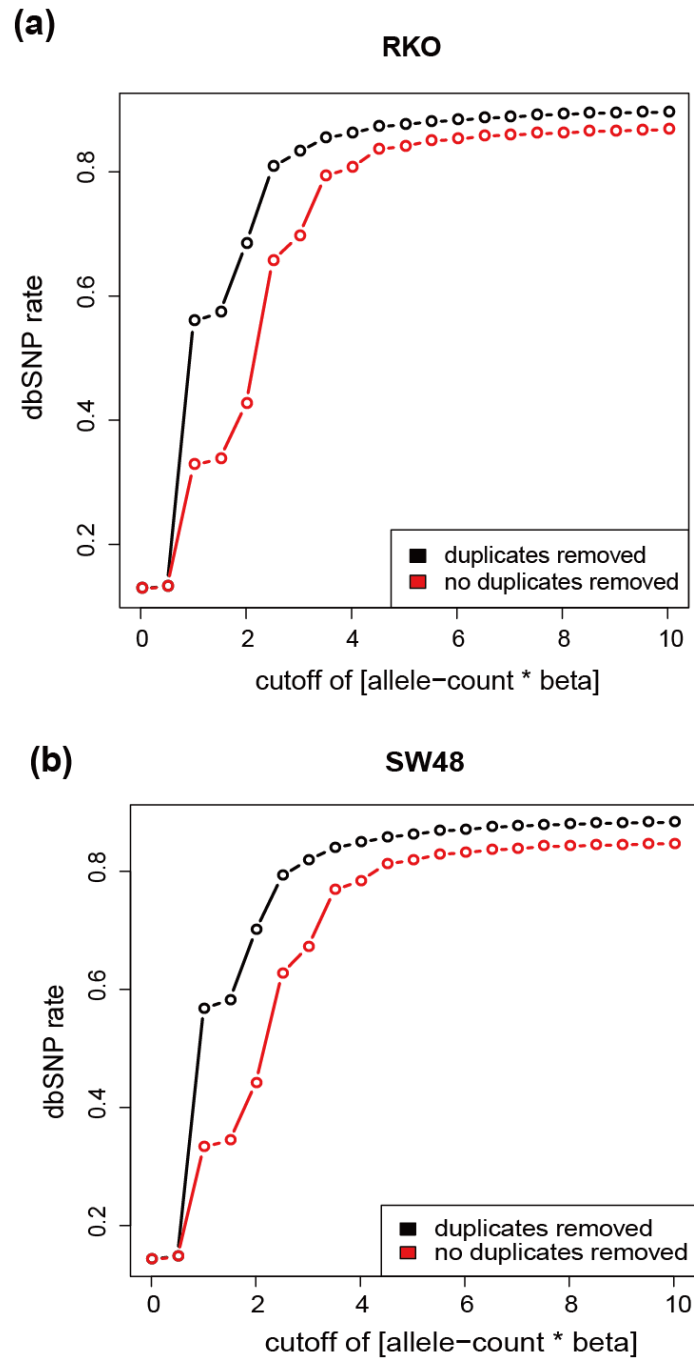 (a)
RKO
dbSNP rate
0.8
0.6
0.4
0.2
duplicates removed
no duplicates removed
0 2 4 6 8 10
cutoff of [allele−count * beta]
(b)
SW48
dbSNP rate
0.8
0.6
0.4
0.2
duplicates removed
no duplicates removed
0 2 4 6 8 10
cutoff of [allele−count * beta]